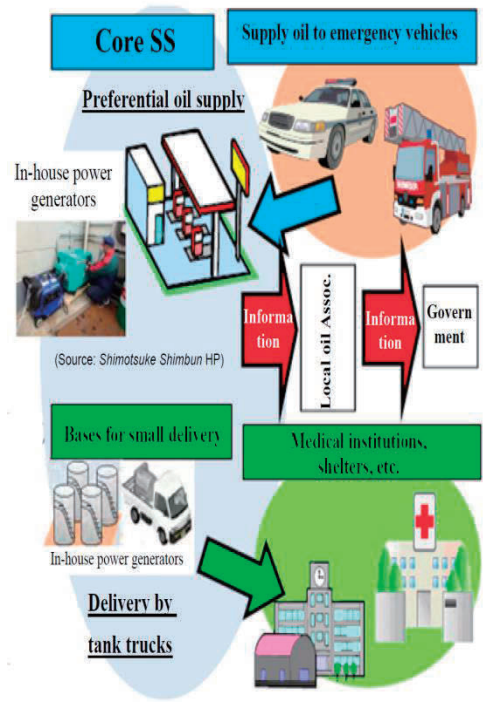 Core SS
Supply oil to emergency vehicles
Preferential oil supply
In-house power
generators
(Source: Shimotsuke Shimbun HP)
Informa
tion
Local oil Assoc.
Informa
tion
Govern
ment
Bases for small delivery
Medical institutions,
shelters, etc.
In-house power generators
Delivery by
tank trucks